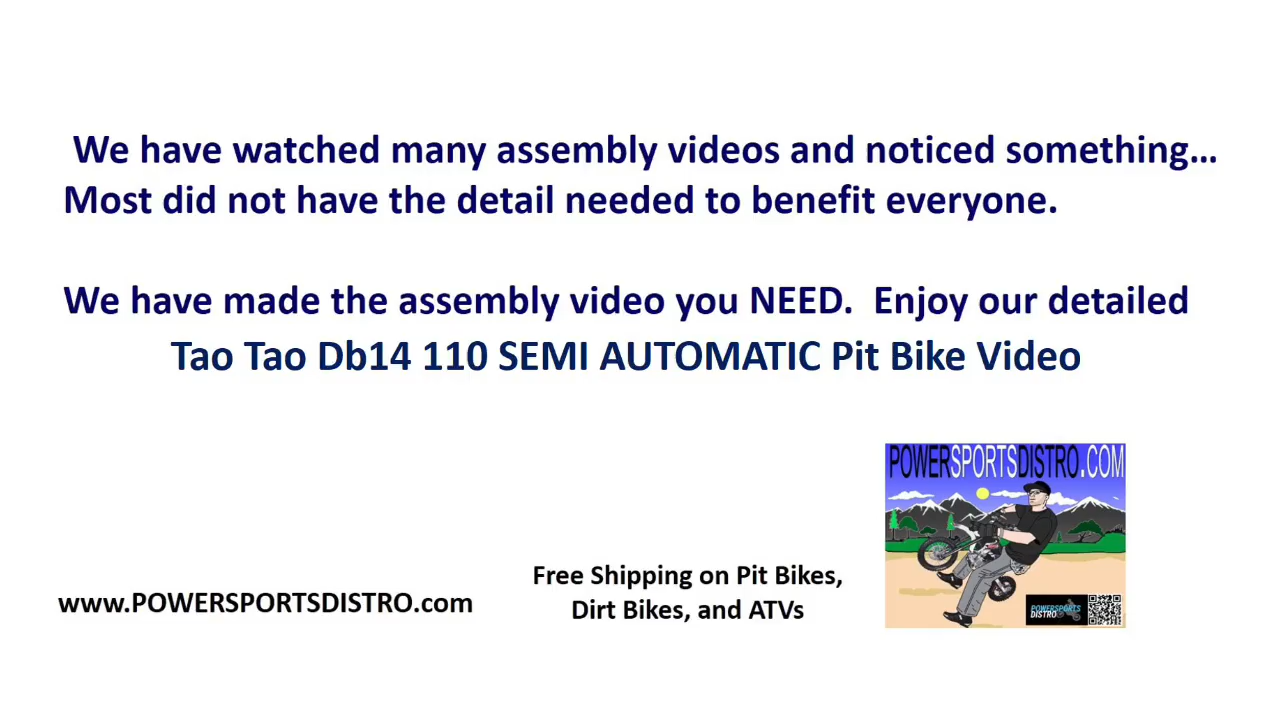 We have watched many assembly videos and noticed something...
Most did not have the detail needed to benefit everyone.
We have made the assembly video you NEED.  Enjoy our detailed
Tao Tao Db14 110 SEMI AUTOMATIC Pit Bike Video
POWERSPORTSDISTRO.COM
www.POWERSPORTSDISTRO.com
Free Shipping on Pit Bikes,
Dirt Bikes, and ATVs
POWERSPORTS
DISTRO